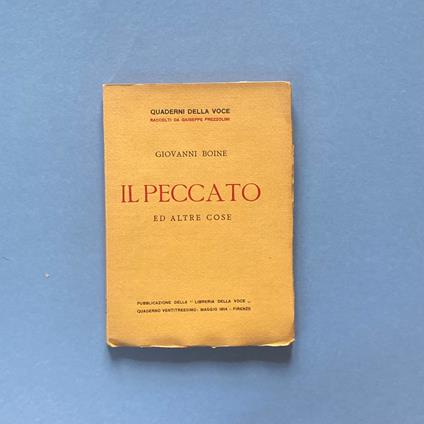 QUADERNI DELLA VOCE
RACCOLTI DA GIUSEPPE PREZZOLINI
GIOVANNI BOINE
IL PECCATO
ED ALTRE COSE
PUBBLICAZIONE DELLA " LIBRERIA DELLA VOCE „
QUADERNO VENTITREESIMO: MAGGIO 1914 - FIRENZE